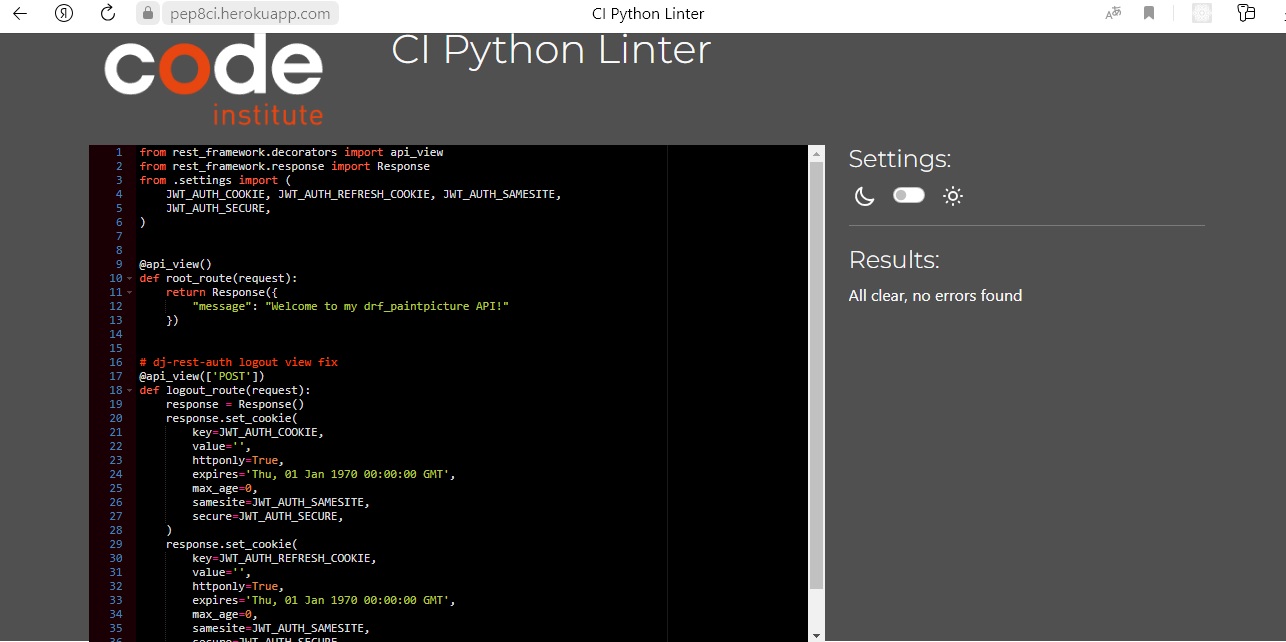 pep8ci.herokuapp.com
CI Python Linter
code
institute
CI Python Linter
1 from rest_framework.decorators import api_view
2 from rest_framework.response import Response
3 from .settings import (
4     JWT_AUTH_COOKIE, JWT_AUTH_REFRESH_COOKIE, JWT_AUTH_SAMESITE,
5     JWT_AUTH_SECURE,
6 )
7
8
9 @api_view()
10 def root_route(request):
11     return Response({
12         "message": "Welcome to my drf_paintpicture API!"
13     })
14
15
16 # dj-rest-auth logout view fix
17 @api_view(['POST'])
18 def logout_route(request):
19     response = Response()
20     response.set_cookie(
21         key=JWT_AUTH_COOKIE,
22         value='',
23         httponly=True,
24         expires='Thu, 01 Jan 1970 00:00:00 GMT',
25         max_age=0,
26         samesite=JWT_AUTH_SAMESITE,
27         secure=JWT_AUTH_SECURE,
28     )
29     response.set_cookie(
30         key=JWT_AUTH_REFRESH_COOKIE,
31         value='',
32         httponly=True,
33         expires='Thu, 01 Jan 1970 00:00:00 GMT',
34         max_age=0,
35         samesite=JWT_AUTH_SAMESITE,
36         secure=JWT_AUTH_SECURE
Settings:
Results:
All clear, no errors found